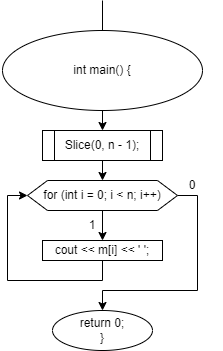 int main() {
Slice(0, n - 1);
for (int i = 0; i < n; i++)
0
1
cout << m[i] << ' ';
return 0;
}